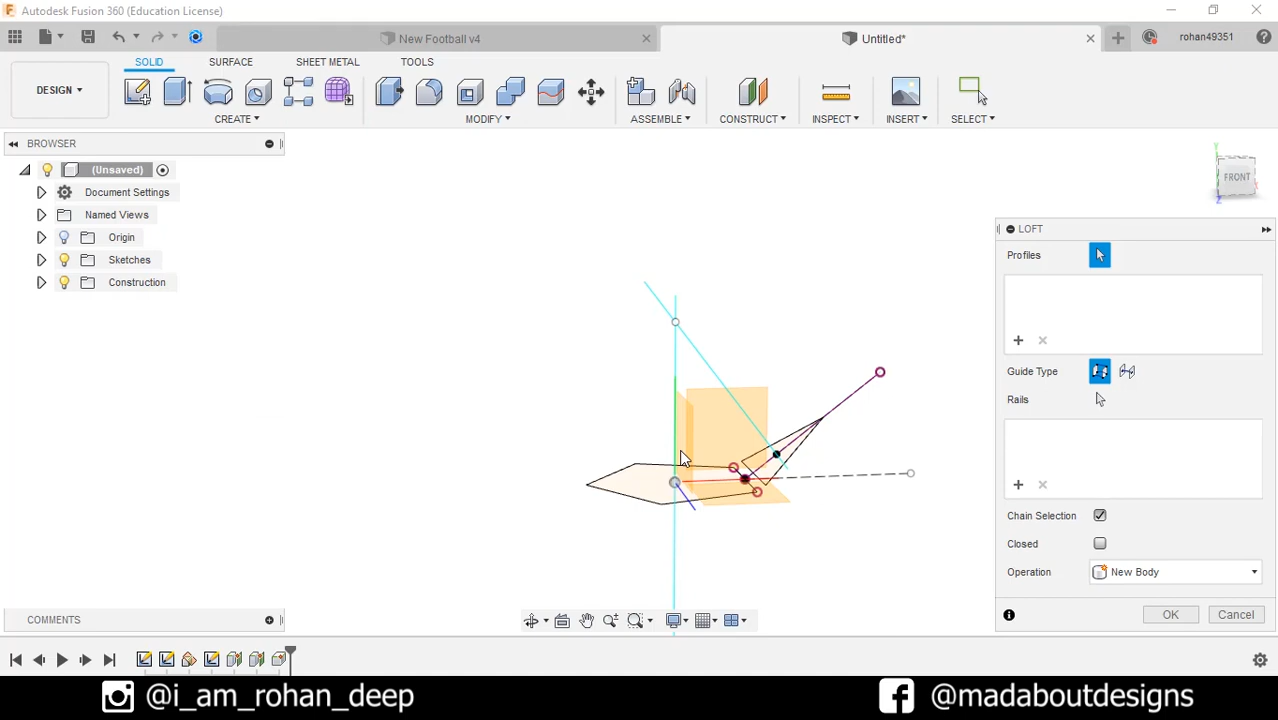 Autodesk Fusion 360 (Education License)
New Football v4
Untitled*
rohan49351
SOLID SURFACE SHEET METAL TOOLS
DESIGN
CREATE MODIFY ASSEMBLE CONSTRUCT INSPECT INSERT SELECT
BROWSER
(Unsaved)
Document Settings
Named Views
Origin
Sketches
Construction
Y
FRONT
Z
LOFT
Profiles
Guide Type
Rails
Chain Selection
Closed
Operation New Body
OK Cancel
COMMENTS
@i_am_rohan_deep @madaboutdesigns